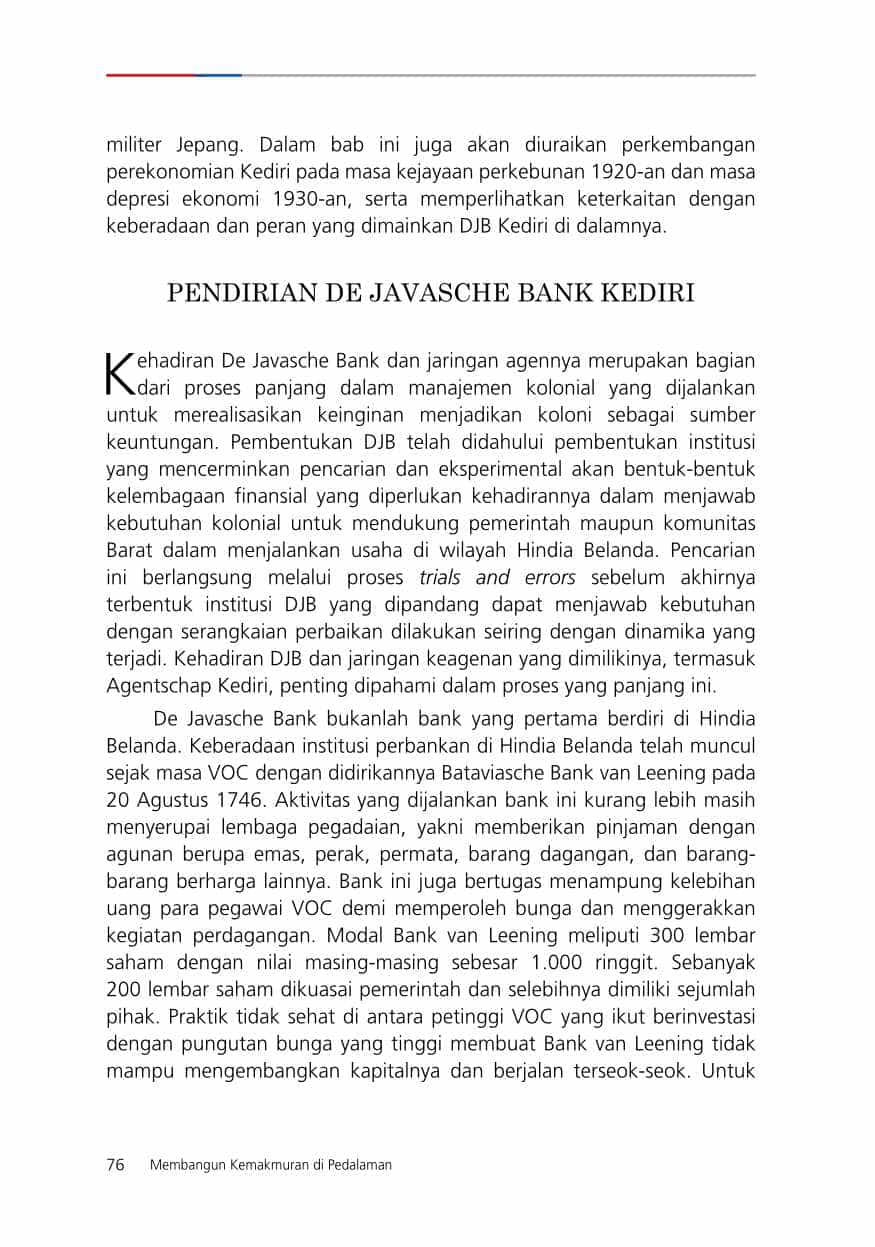 militer Jepang. Dalam bab ini juga akan diuraikan perkembangan
perekonomian Kediri pada masa kejayaan perkebunan 1920-an dan masa
depresi ekonomi 1930-an, serta memperlihatkan keterkaitan dengan
keberadaan dan peran yang dimainkan DJB Kediri di dalamnya.
PENDIRIAN DE JAVASCHE BANK KEDIRI
Kehadiran De Javasche Bank dan jaringan agennya merupakan bagian
dari proses panjang dalam manajemen kolonial yang dijalankan
untuk merealisasikan keinginan menjadikan koloni sebagai sumber
keuntungan. Pembentukan DJB telah didahului pembentukan institusi
yang mencerminkan pencarian dan eksperimental akan bentuk-bentuk
kelembagaan finansial yang diperlukan kehadirannya dalam menjawab
kebutuhan kolonial untuk mendukung pemerintah maupun komunitas
Barat dalam menjalankan usaha di wilayah Hindia Belanda. Pencarian
ini berlangsung melalui proses trials and errors sebelum akhirnya
terbentuk institusi DJB yang dipandang dapat menjawab kebutuhan
dengan serangkaian perbaikan dilakukan seiring dengan dinamika yang
terjadi. Kehadiran DJB dan jaringan keagenan yang dimilikinya, termasuk
Agentschap Kediri, penting dipahami dalam proses yang panjang ini.
De Javasche Bank bukanlah bank yang pertama berdiri di Hindia
Belanda. Keberadaan institusi perbankan di Hindia Belanda telah muncul
sejak masa VOC dengan didirikannya Bataviasche Bank van Leening pada
20 Agustus 1746. Aktivitas yang dijalankan bank ini kurang lebih masih
menyerupai lembaga pegadaian, yakni memberikan pinjaman dengan
agunan berupa emas, perak, permata, barang dagangan, dan barang-
barang berharga lainnya. Bank ini juga bertugas menampung kelebihan
uang para pegawai VOC demi memperoleh bunga dan menggerakkan
kegiatan perdagangan. Modal Bank van Leening meliputi 300 lembar
saham dengan nilai masing-masing sebesar 1.000 ringgit. Sebanyak
200 lembar saham dikuasai pemerintah dan selebihnya dimiliki sejumlah
pihak. Praktik tidak sehat di antara petinggi VOC yang ikut berinvestasi
dengan pungutan bunga yang tinggi membuat Bank van Leening tidak
mampu mengembangkan kapitalnya dan berjalan terseok-seok. Untuk
76 Membangun Kemakmuran di Pedalaman